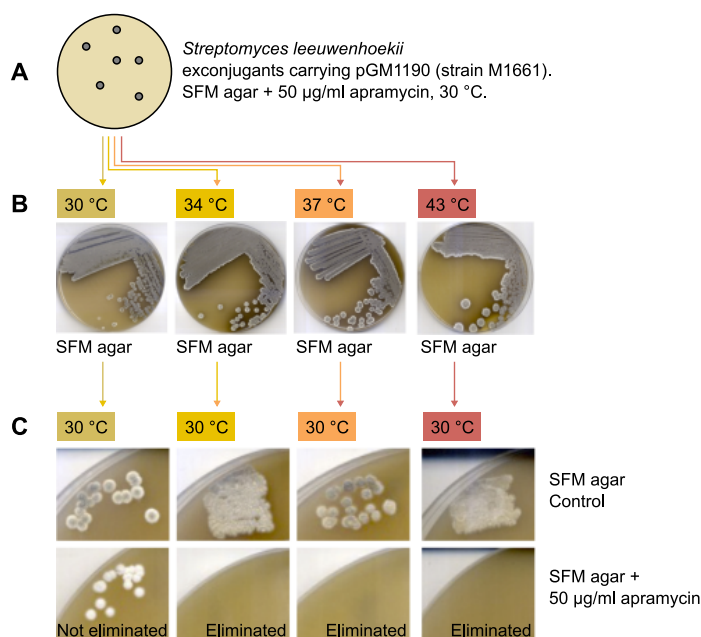 A
Streptomyces leeuwenhoekii
exconjugants carrying pGM1190 (strain M1661).
SFM agar + 50 µg/ml apramycin, 30 °C.
B
30 °C
34 °C
37 °C
43 °C
SFM agar
SFM agar
SFM agar
SFM agar
C
30 °C
30 °C
30 °C
30 °C
SFM agar
Control
SFM agar +
50 µg/ml apramycin
Not eliminated
Eliminated
Eliminated
Eliminated